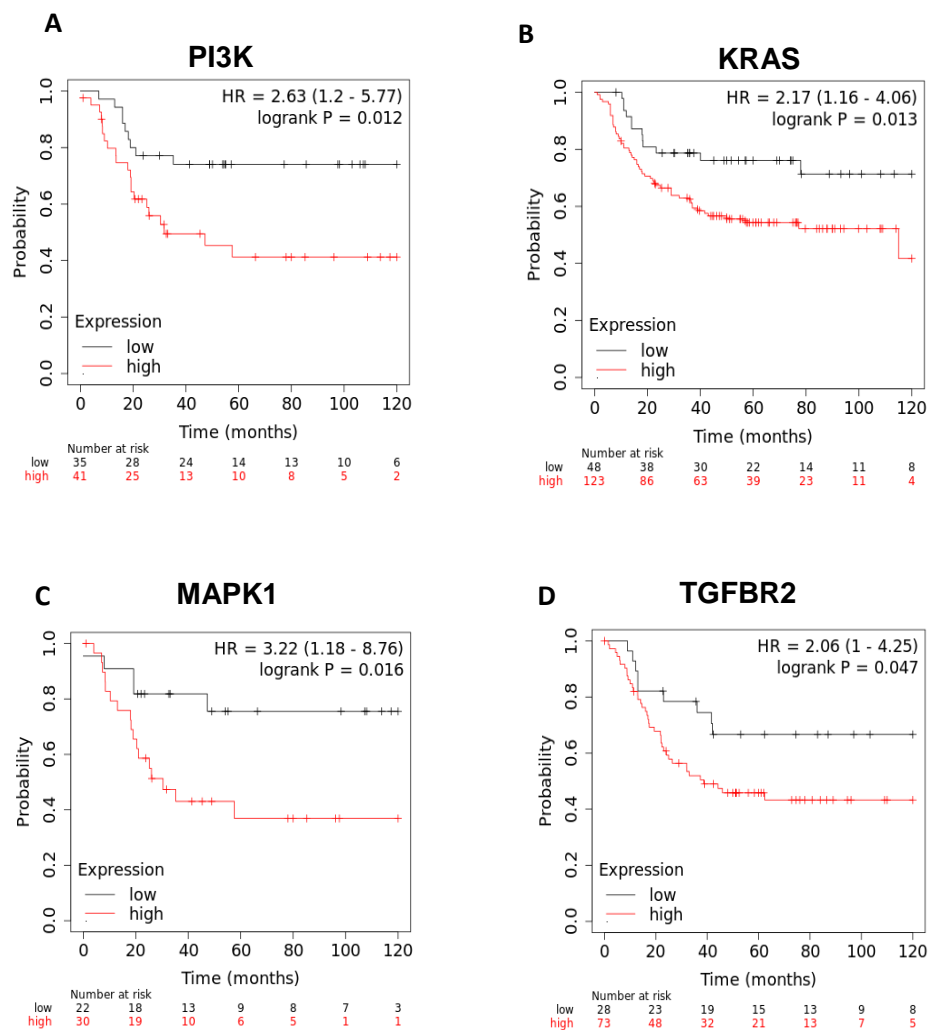 A
PI3K
HR = 2.63 (1.2 - 5.77)
logrank P = 0.012
Probability
1.0
0.8
0.6
0.4
0.2
0.0
Expression
low
high
0 20 40 60 80 100 120
Time (months)
Number at risk
low 35 28 24 14 13 10 6
high 41 25 13 10 8 5 2
B
KRAS
HR = 2.17 (1.16 - 4.06)
logrank P = 0.013
Probability
1.0
0.8
0.6
0.4
0.2
0.0
Expression
low
high
0 20 40 60 80 100 120
Time (months)
Number at risk
low 48 38 30 22 14 11 8
high 123 86 63 39 23 11 4
C
MAPK1
HR = 3.22 (1.18 - 8.76)
logrank P = 0.016
Probability
1.0
0.8
0.6
0.4
0.2
0.0
Expression
low
high
0 20 40 60 80 100 120
Time (months)
Number at risk
low 22 18 13 9 8 7 3
high 30 19 10 6 5 1 1
D
TGFBR2
HR = 2.06 (1 - 4.25)
logrank P = 0.047
Probability
1.0
0.8
0.6
0.4
0.2
0.0
Expression
low
high
0 20 40 60 80 100 120
Time (months)
Number at risk
low 28 23 19 15 13 9 8
high 73 48 32 21 13 7 5